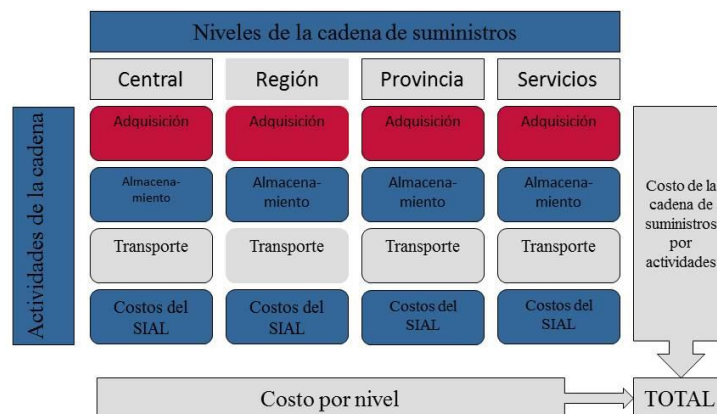 Niveles de la cadena de suministros
Central
Región
Provincia
Servicios
Actividades de la cadena
Adquisición
Adquisición
Adquisición
Adquisición
Almacena-
miento
Almacena-
miento
Almacena-
miento
Almacena-
miento
Transporte
Transporte
Transporte
Transporte
Costos del
SIAL
Costos del
SIAL
Costos del
SIAL
Costos del
SIAL
Costo de la
cadena de
suministros
por
actividades
Costo por nivel
TOTAL